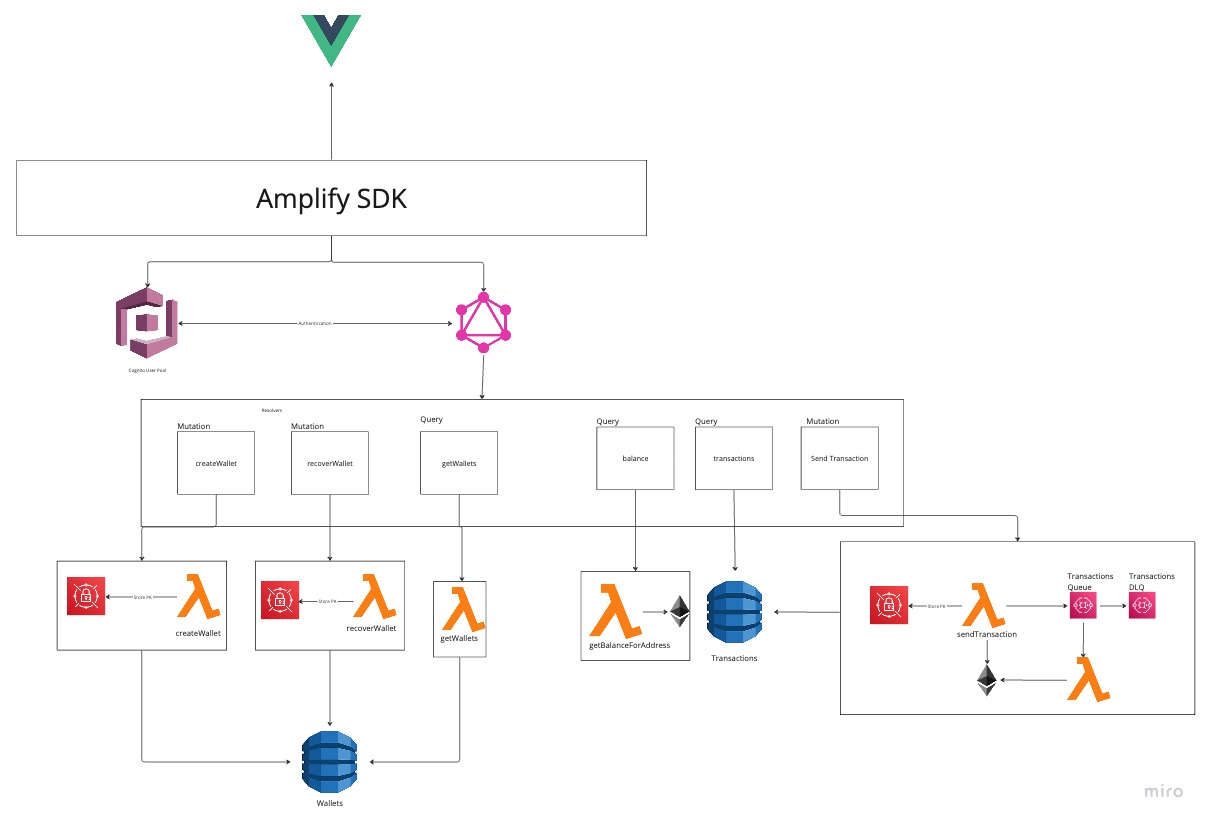 Amplify SDK
Authentication
Cognito User Pool
Resolvers
Mutation
Mutation
Query
Query
Query
Mutation
createWallet
recoverWallet
getWallets
balance
transactions
Send Transaction
Store PK
createWallet
Store PK
recoverWallet
getWallets
getBalanceForAddress
Transactions
Transactions
Queue
Transactions
DLQ
Store PK
sendTransaction
Wallets
miro